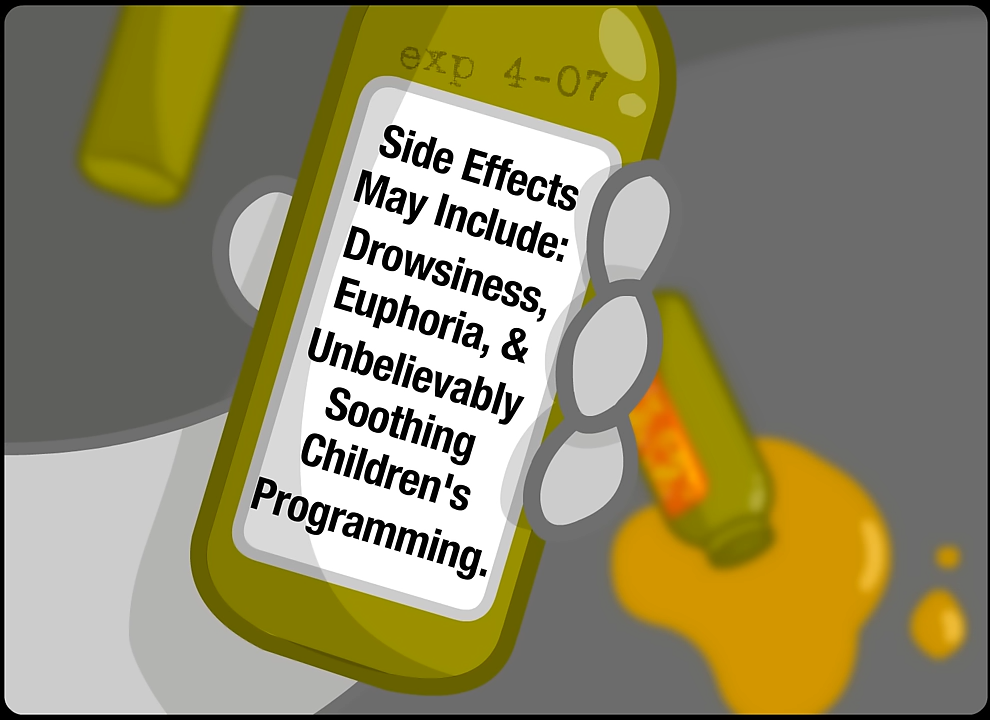 exp 4-07
Side Effects
May Include:
Drowsiness,
Euphoria, &
Unbelievably
Soothing
Children's
Programming.